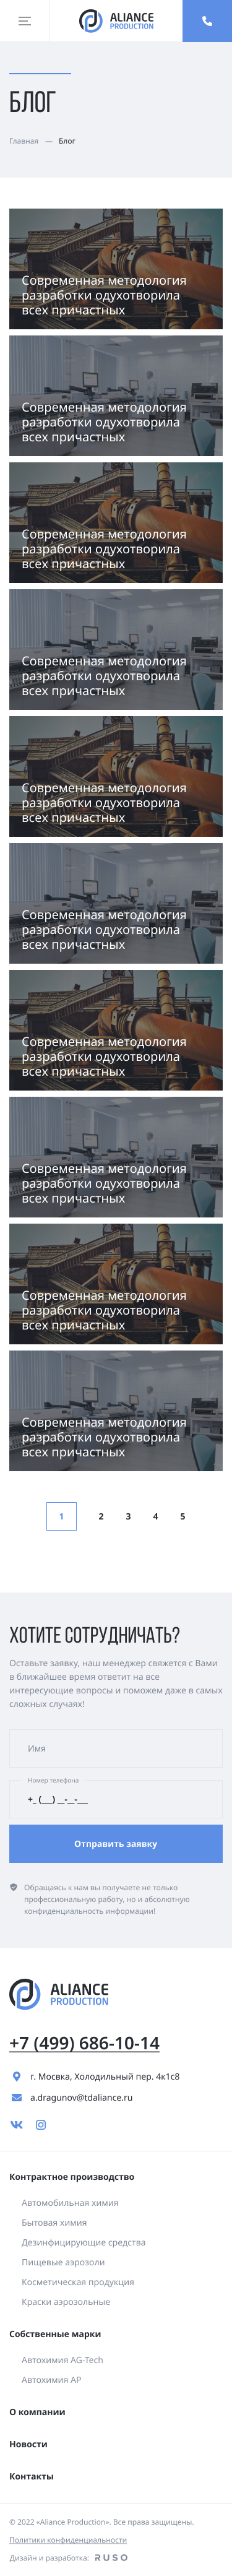 ALIANCE
PRODUCTION
БЛОГ
Главная — Блог
Современная методология
разработки одухотворила
всех причастных
Современная методология
разработки одухотворила
всех причастных
Современная методология
разработки одухотворила
всех причастных
Современная методология
разработки одухотворила
всех причастных
Современная методология
разработки одухотворила
всех причастных
Современная методология
разработки одухотворила
всех причастных
Современная методология
разработки одухотворила
всех причастных
Современная методология
разработки одухотворила
всех причастных
Современная методология
разработки одухотворила
всех причастных
Современная методология
разработки одухотворила
всех причастных
1 2 3 4 5
ХОТИТЕ СОТРУДНИЧАТЬ?
Оставьте заявку, наш менеджер свяжется с Вами
в ближайшее время ответит на все
интересующие вопросы и поможем даже в самых
сложных случаях!
Имя
Номер телефона
+_ (___) __-__-___
Отправить заявку
Обращаясь к нам вы получаете не только
профессиональную работу, но и абсолютную
конфиденциальность информации!
ALIANCE
PRODUCTION
+7 (499) 686-10-14
г. Мосвка, Холодильный пер. 4к1с8
a.dragunov@tdaliance.ru
Контрактное производство
Автомобильная химия
Бытовая химия
Дезинфицирующие средства
Пищевые аэрозоли
Косметическая продукция
Краски аэрозольные
Собственные марки
Автохимия AG-Tech
Автохимия AP
О компании
Новости
Контакты
© 2022 «Aliance Production». Все права защищены.
Политики конфиденциальности
Дизайн и разработка: RUSO